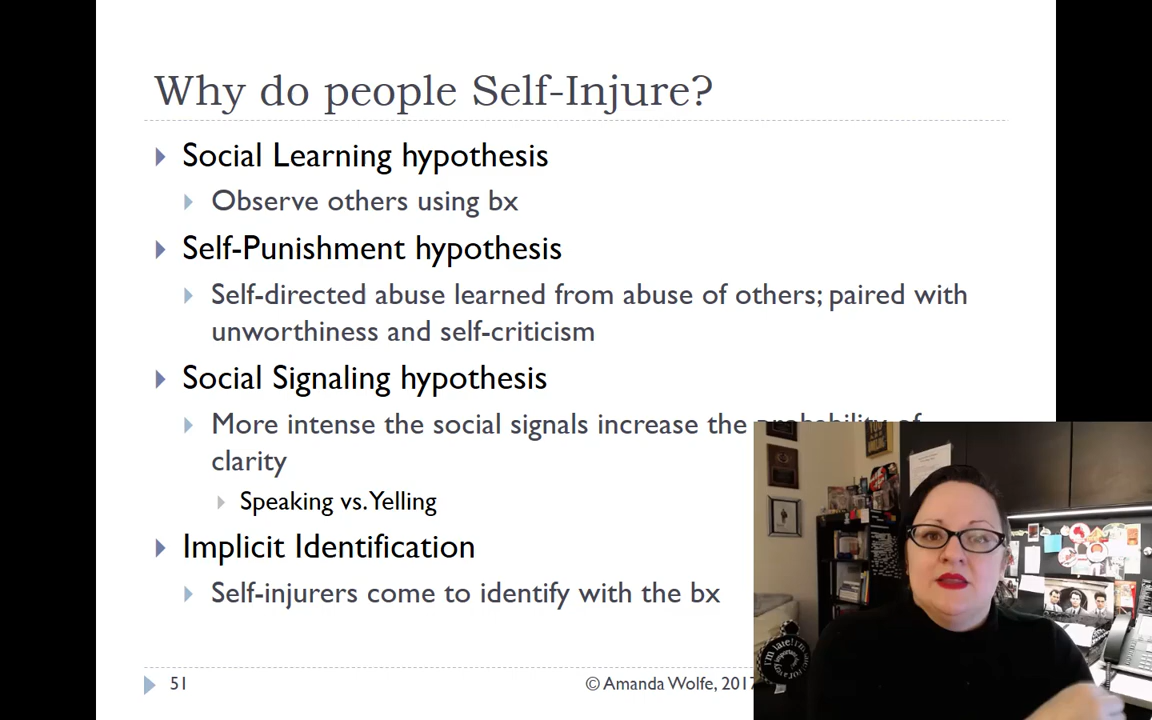 Why do people Self-Injure?
Social Learning hypothesis
Observe others using bx
Self-Punishment hypothesis
Self-directed abuse learned from abuse of others; paired with
unworthiness and self-criticism
Social Signaling hypothesis
More intense the social signals increase the probability of
clarity
Speaking vs. Yelling
Implicit Identification
Self-injurers come to identify with the bx
51
© Amanda Wolfe, 2017
I'm late! I'm